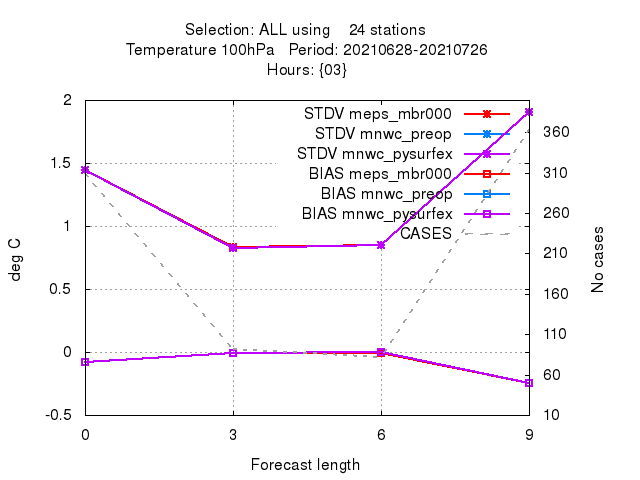 Selection: ALL using 24 stations
Temperature 100hPa Period: 20210628-20210726
Hours: {03}
STDV meps_mbr000
STDV mnwc_preop
STDV mnwc_pysurfex
BIAS meps_mbr000
BIAS mnwc_preop
BIAS mnwc_pysurfex
CASES
deg C
2
1.5
1
0.5
0
-0.5
No cases
360
310
260
210
160
110
60
10
0 3 6 9
Forecast length